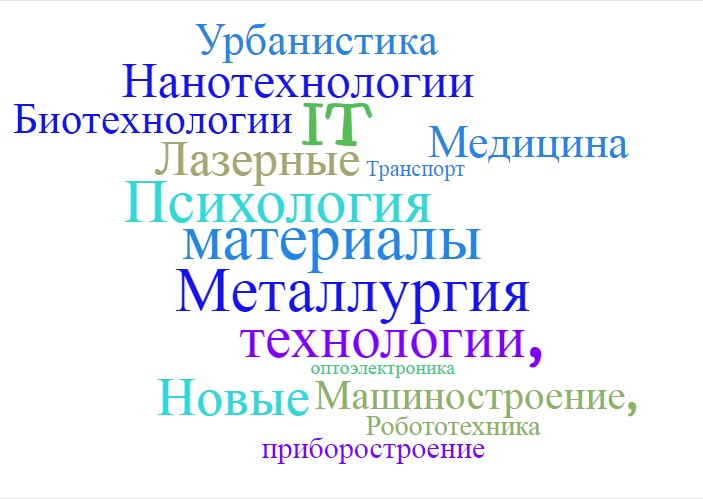 Урбанистика
Нанотехнологии
Биотехнологии IT
Медицина
Лазерные Транспорт
Психология
материалы
Металлургия
технологии,
оптоэлектроника
Новые Машиностроение,
Робототехника
приборостроение